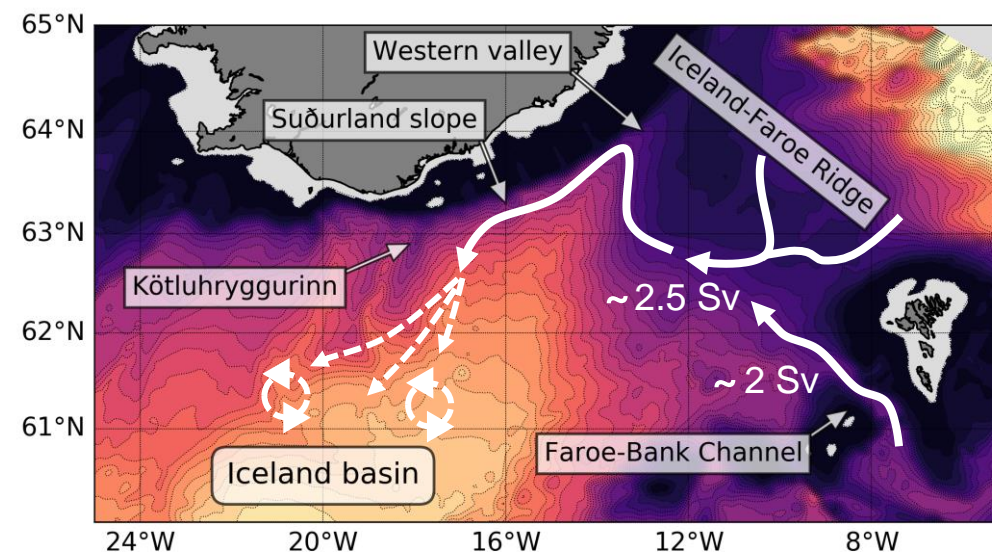 65°N
64°N
63°N
62°N
61°N
Western valley
Iceland-Faroe Ridge
Suðurland slope
Kötluhryggurinn
~ 2.5 Sv
~ 2 Sv
Faroe-Bank Channel
Iceland basin
24°W
20°W
16°W
12°W
8°W